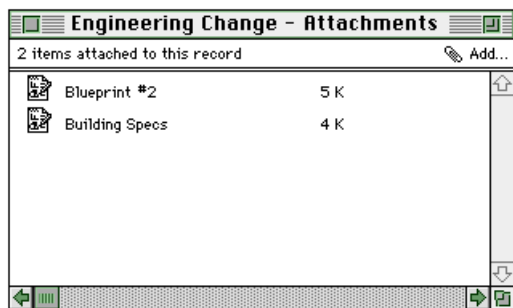 Engineering Change - Attachments
2 items attached to this record Add...
Blueprint #2 5 K
Building Specs 4 K